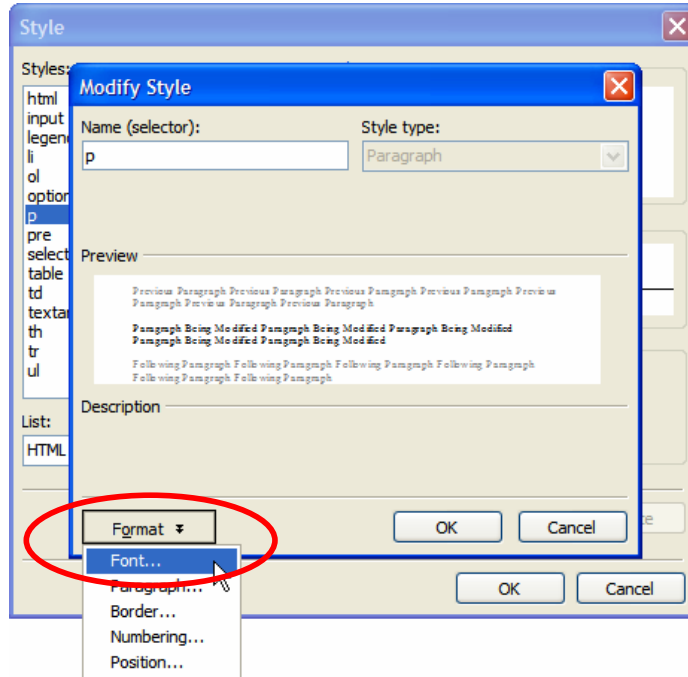 Style
Styles:
html
input
legen
li
ol
option
p
pre
select
table
td
textar
th
tr
ul
List:
HTML
Modify Style
Name (selector):
Style type:
p
Paragraph
Preview
Previous Paragraph Previous Paragraph Previous Paragraph Previous Paragraph Previous
Paragraph Previous Paragraph Previous Paragraph
Paragraph Being Modified Paragraph Being Modified Paragraph Being Modified
Paragraph Being Modified Paragraph Being Modified
Following Paragraph Following Paragraph Following Paragraph Following Paragraph
Following Paragraph Following Paragraph
Description
Format
OK
Cancel
Font...
Paragraph...
Border...
Numbering...
Position...
OK
Cancel